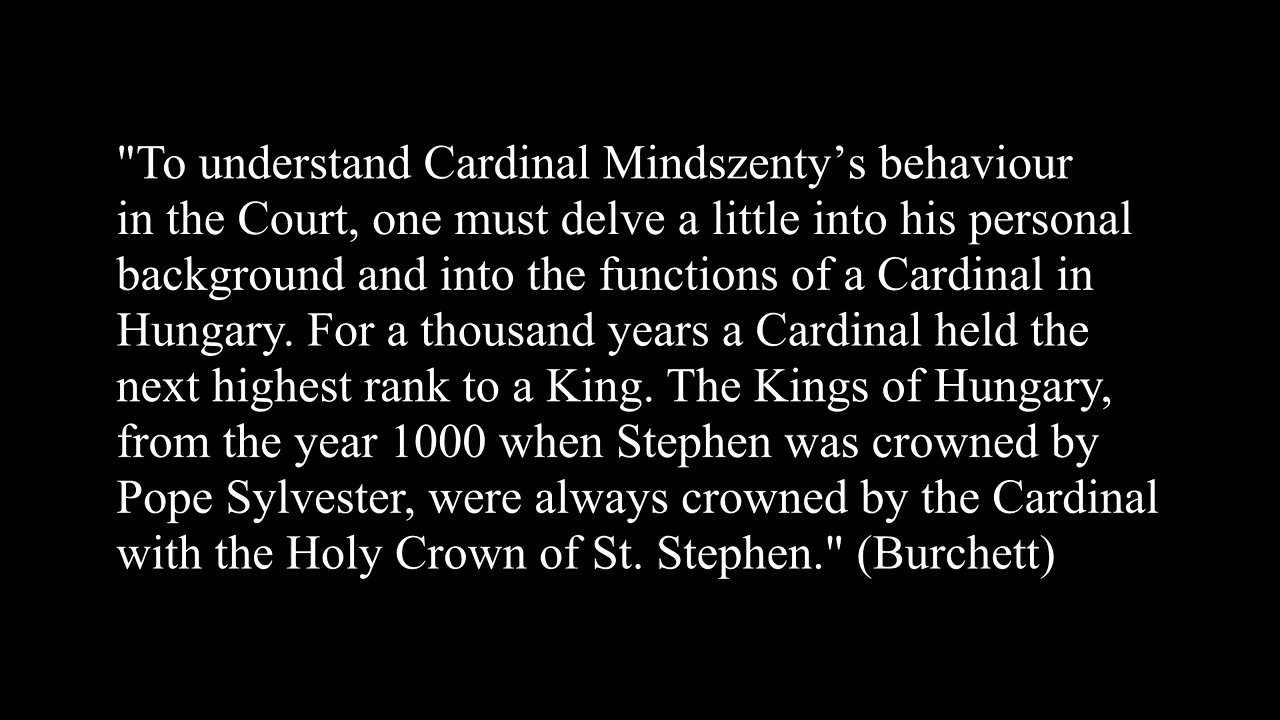 "To understand Cardinal Mindszenty’s behaviour
in the Court, one must delve a little into his personal
background and into the functions of a Cardinal in
Hungary. For a thousand years a Cardinal held the
next highest rank to a King. The Kings of Hungary,
from the year 1000 when Stephen was crowned by
Pope Sylvester, were always crowned by the Cardinal
with the Holy Crown of St. Stephen." (Burchett)